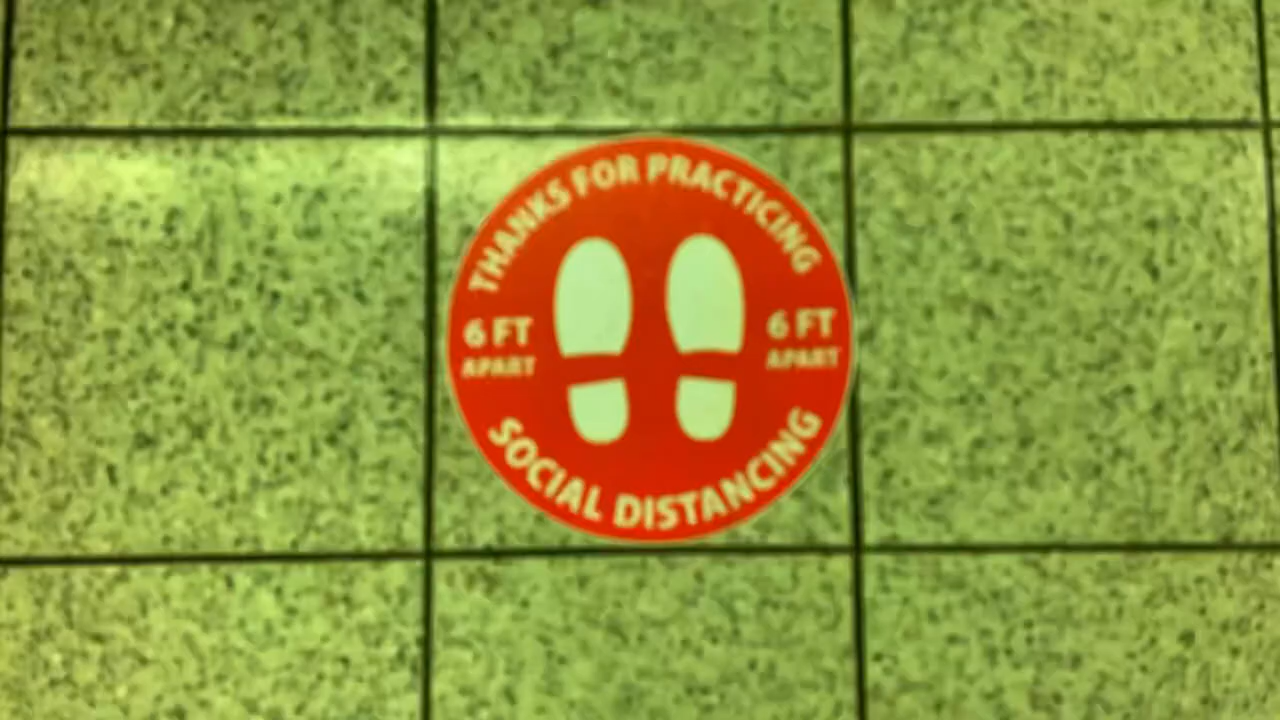 THANKS FOR PRACTICING
6 FT
APART
6 FT
APART
SOCIAL DISTANCING